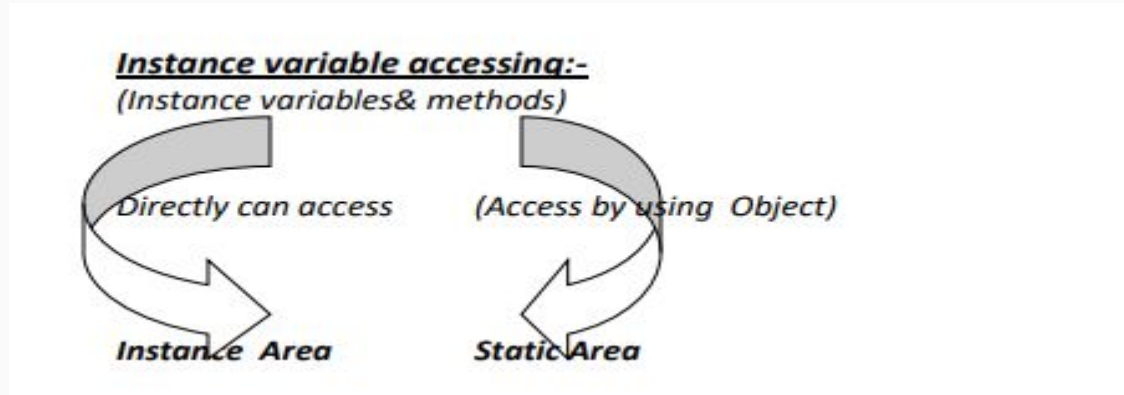 Instance variable accessing:-
(Instance variables& methods)
Directly can access (Access by using Object)
Instance Area Static Area